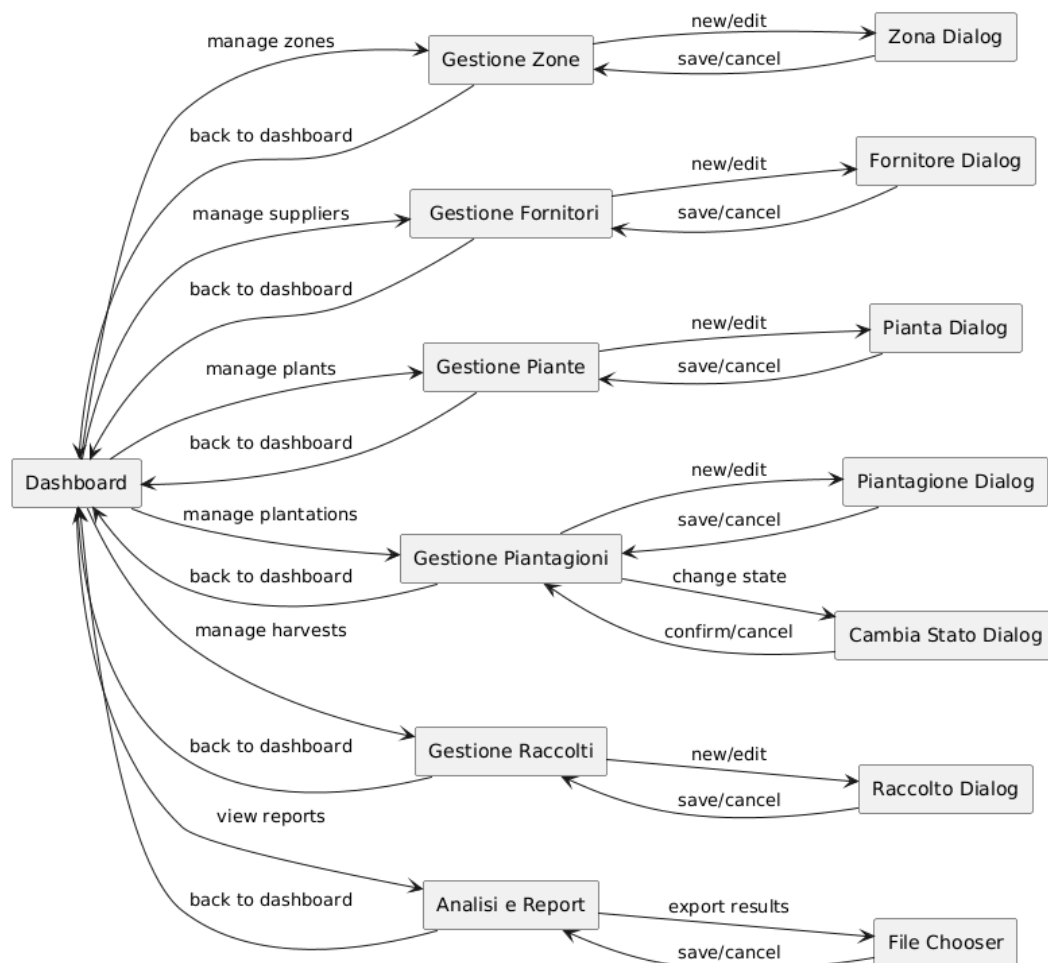 manage zones
new/edit
Zona Dialog
Gestione Zone
save/cancel
back to dashboard
new/edit
Fornitore Dialog
manage suppliers
Gestione Fornitori
save/cancel
back to dashboard
new/edit
Pianta Dialog
manage plants
Gestione Piante
save/cancel
back to dashboard
new/edit
Dashboard
Piantagione Dialog
manage plantations
save/cancel
Gestione Piantagioni
back to dashboard
change state
manage harvests
confirm/cancel
Cambia Stato Dialog
back to dashboard
Gestione Raccolti
new/edit
Raccolto Dialog
save/cancel
view reports
back to dashboard
Analisi e Report
export results
File Chooser
save/cancel